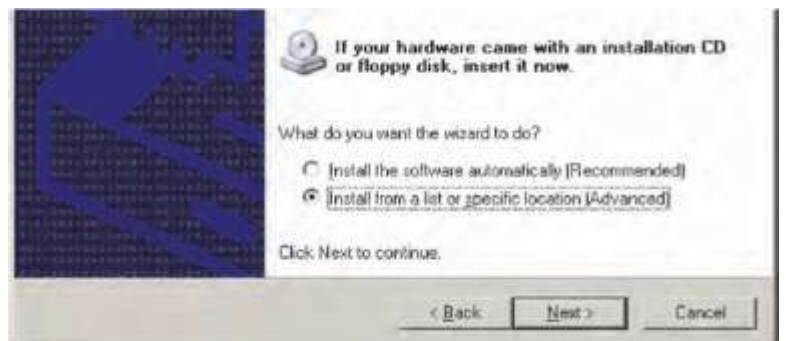 If your hardware came with an installation CD
or floppy disk, insert it now.
What do you want the wizard to do?
Install the software automatically (Recommended)
Install from a list or specific location (Advanced)
Click Next to continue.
< Back Next > Cancel